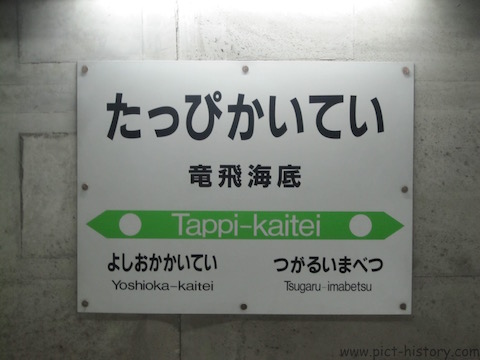 たっぴかいてい
竜飛海底
Tappi-kaitei
よしおかかいてい つがるいまべつ
Yoshioka-kaitei Tsugaru-imabetsu
www.pict-history.com